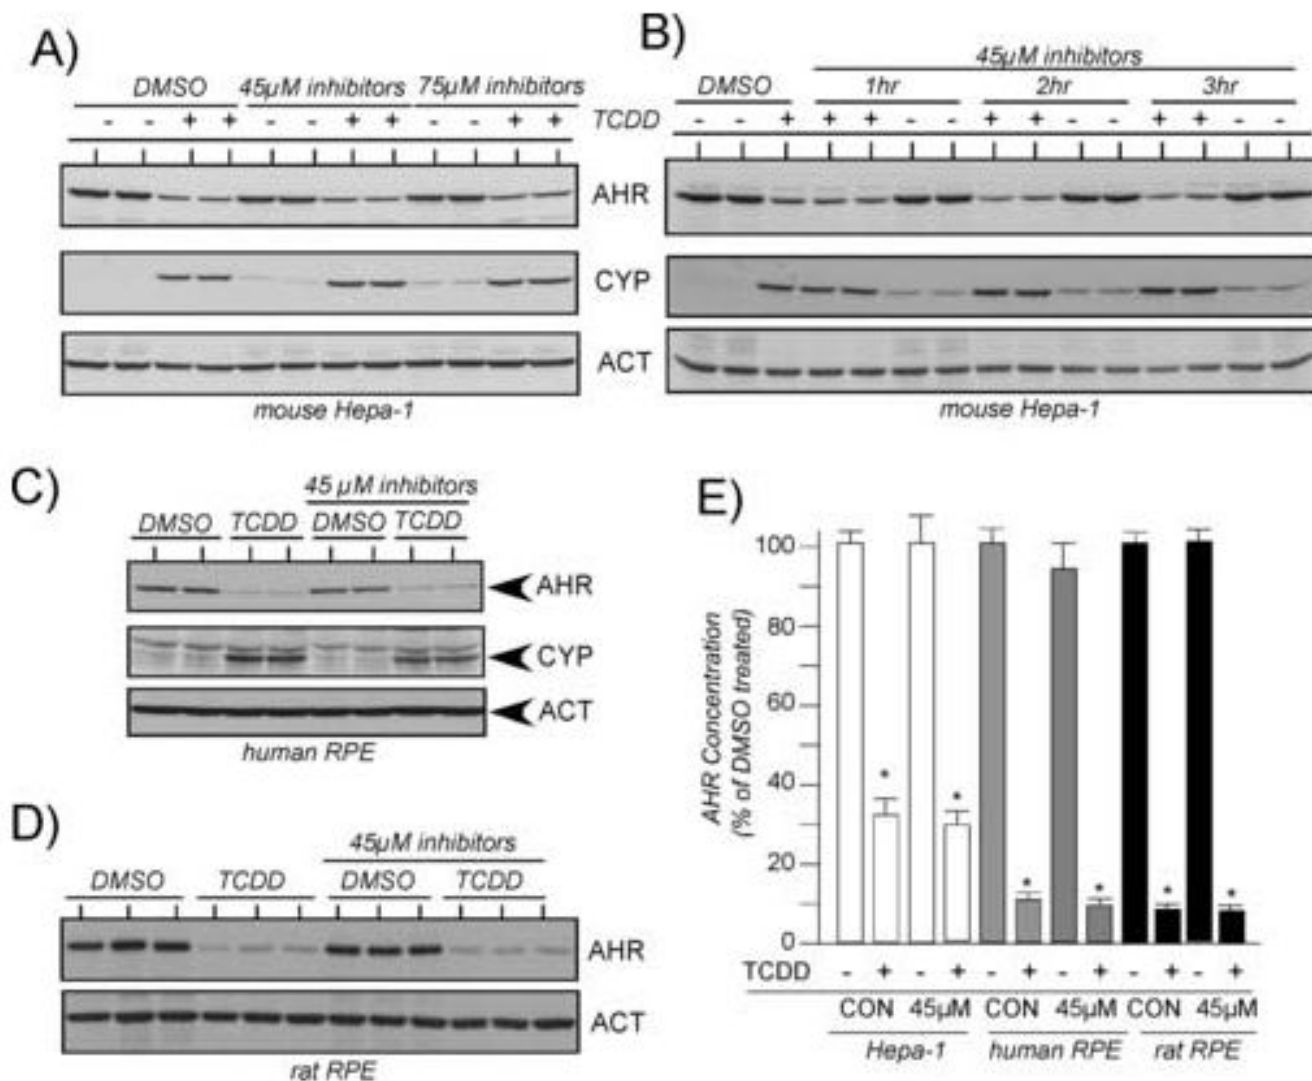 A)
DMSO 45µM inhibitors 75µM inhibitors
- - + + - - + + - - + + TCDD
AHR
CYP
ACT
mouse Hepa-1
B)
45µM inhibitors
DMSO 1hr 2hr 3hr
- - + + + - - + + - - + + - -
mouse Hepa-1
C)
45 µM inhibitors
DMSO TCDD DMSO TCDD
AHR
CYP
ACT
human RPE
D)
45µM inhibitors
DMSO TCDD DMSO TCDD
AHR
ACT
rat RPE
E)
AHR Concentration
(% of DMSO treated)
100
80
60
40
20
0
* * * * * *
TCDD - + - + - + - + - + - +
CON 45µM CON 45µM CON 45µM
Hepa-1 human RPE rat RPE